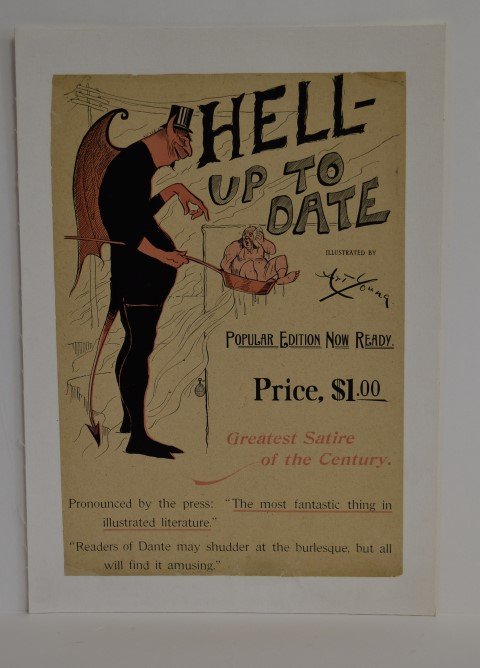 HELL-
UP TO
DATE
ILLUSTRATED BY
ART YOUNG
POPULAR EDITION NOW READY.
Price, $1.00
Greatest Satire
of the Century.
Pronounced by the press: "The most fantastic thing in
illustrated literature."
"Readers of Dante may shudder at the burlesque, but all
will find it amusing."